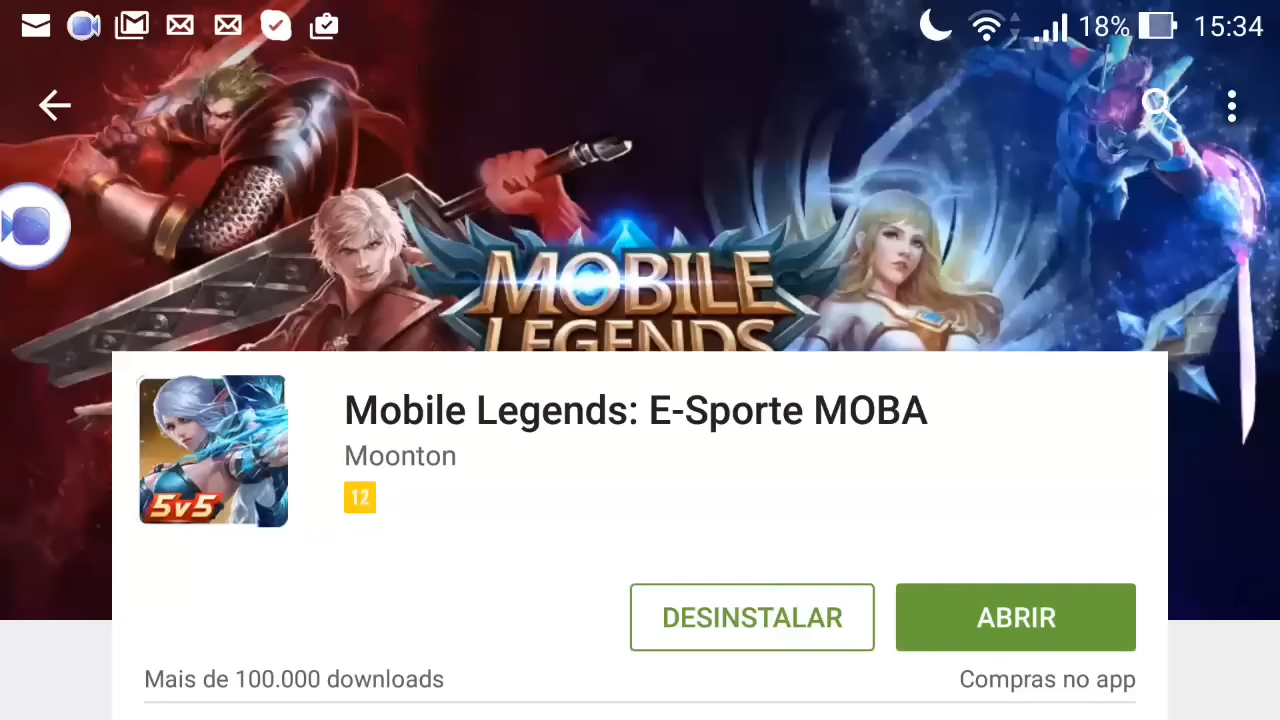 18% 15:34
MOBILE
LEGENDS
Mobile Legends: E-Sporte MOBA
Moonton
12
5v5
DESINSTALAR ABRIR
Mais de 100.000 downloads Compras no app